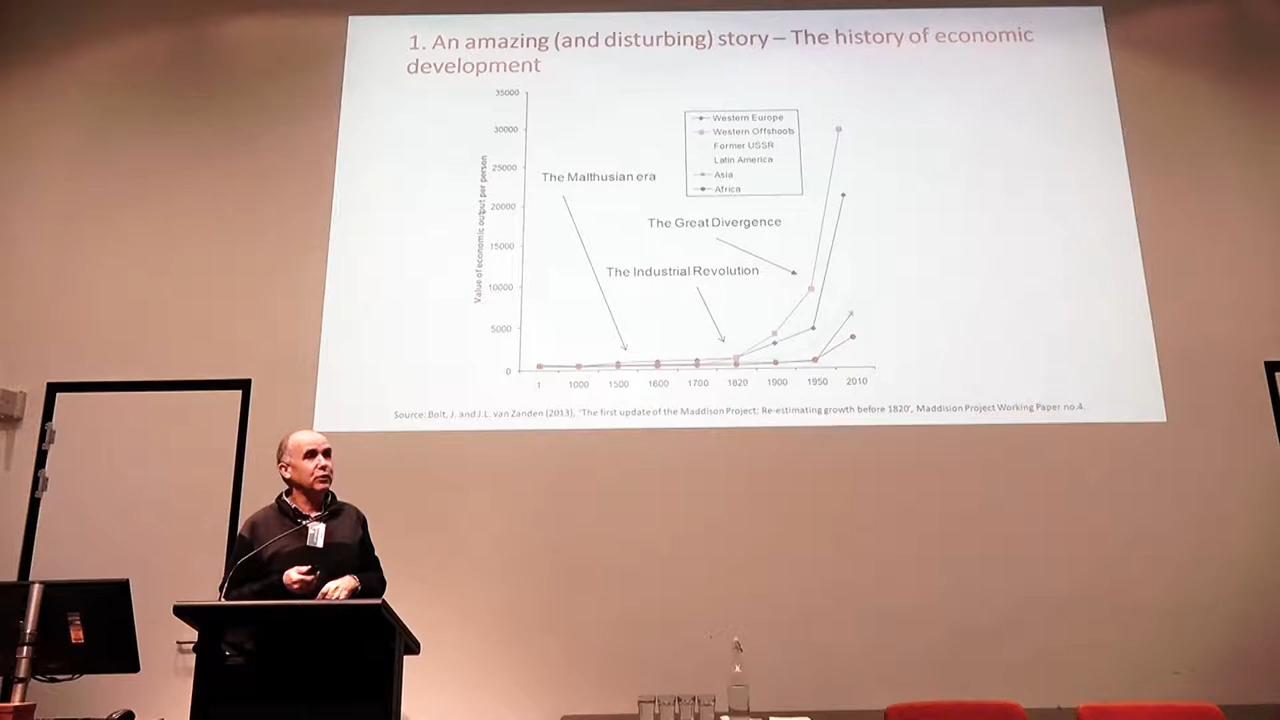 1. An amazing (and disturbing) story – The history of economic
development
35000
30000
25000
20000
15000
10000
5000
0
Value of economic output per person
Western Europe
Western Offshoots
Former USSR
Latin America
Asia
Africa
The Malthusian era
The Great Divergence
The Industrial Revolution
1 1000 1500 1600 1700 1820 1900 1950 2010
Source: Bolt, J. and J.L. van Zanden (2013), 'The first update of the Maddison Project; Re-estimating growth before 1820', Maddision Project Working Paper no.4.